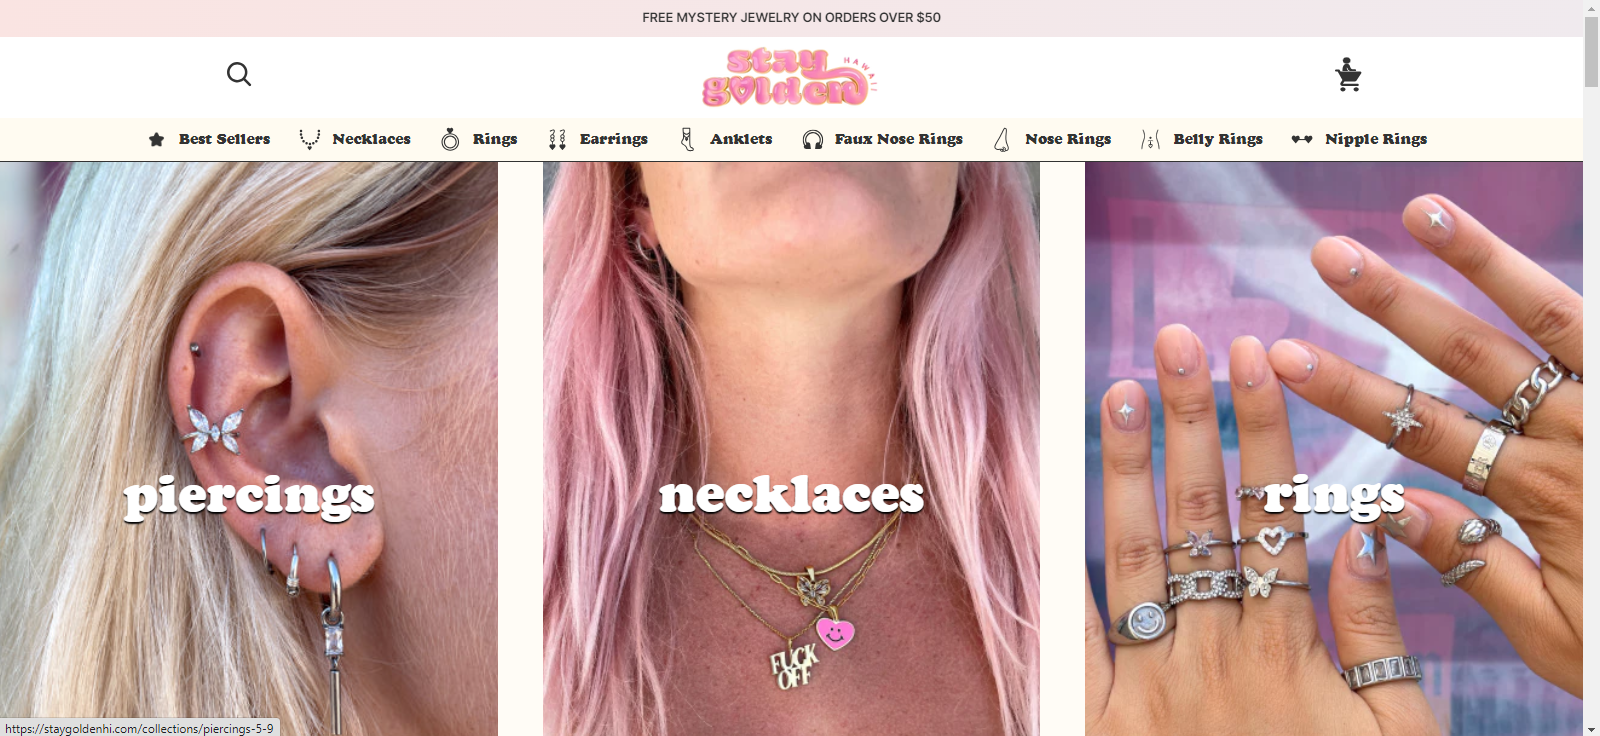 FREE MYSTERY JEWELRY ON ORDERS OVER $50
stay
golden
HAWAII
Best Sellers
Necklaces
Rings
Earrings
Anklets
Faux Nose Rings
Nose Rings
Belly Rings
Nipple Rings
piercings
necklaces
rings
FUCK
OFF
https://staygoldenhi.com/collections/piercings-5-9